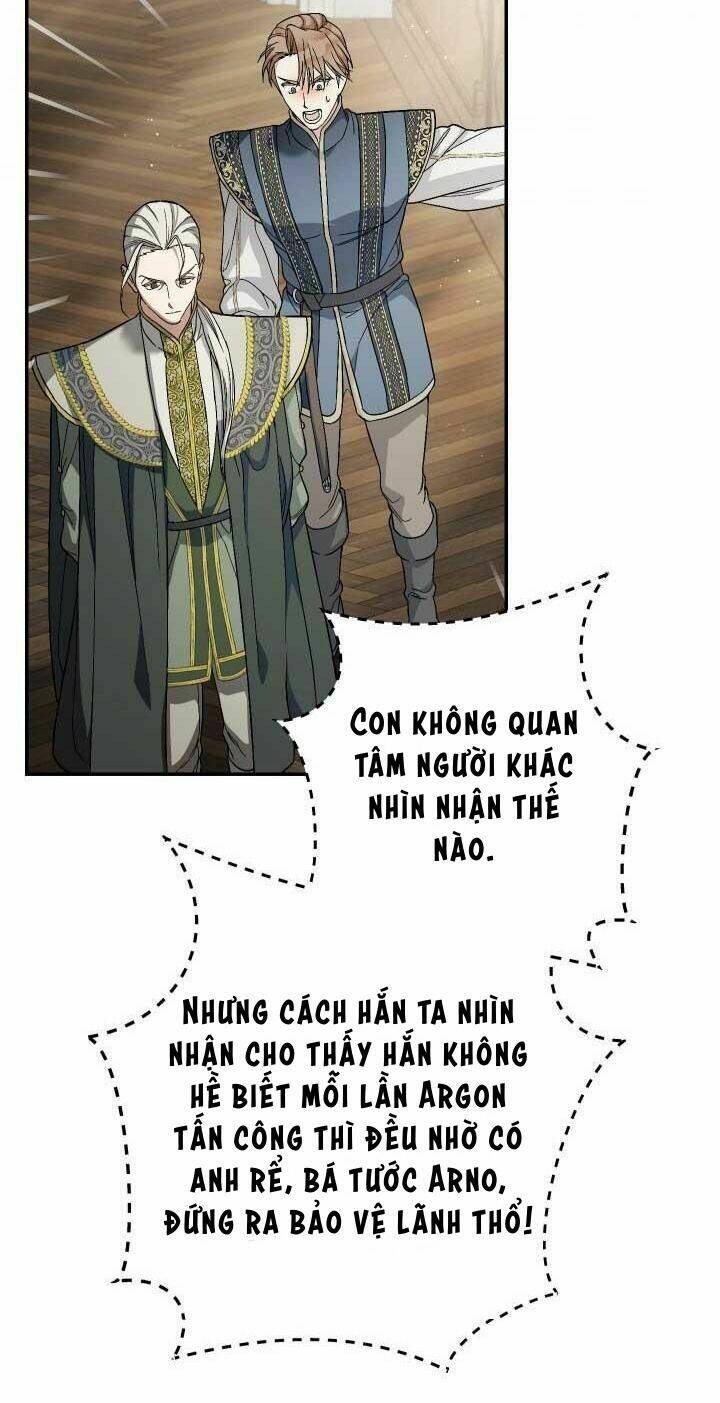 CON KHÔNG QUAN
TÂM NGƯỜI KHÁC
NHÌN NHẬN THẾ
NÀO.
NHƯNG CÁCH HẮN TA NHÌN
NHẬN CHO THẤY HẮN KHÔNG
HỀ BIẾT MỖI LẦN ARGON
TẤN CÔNG THÌ ĐỀU NHỜ CÓ
ANH RỂ, BÁ TƯỚC ARNO,
ĐỨNG RA BẢO VỆ LÃNH THỔ!